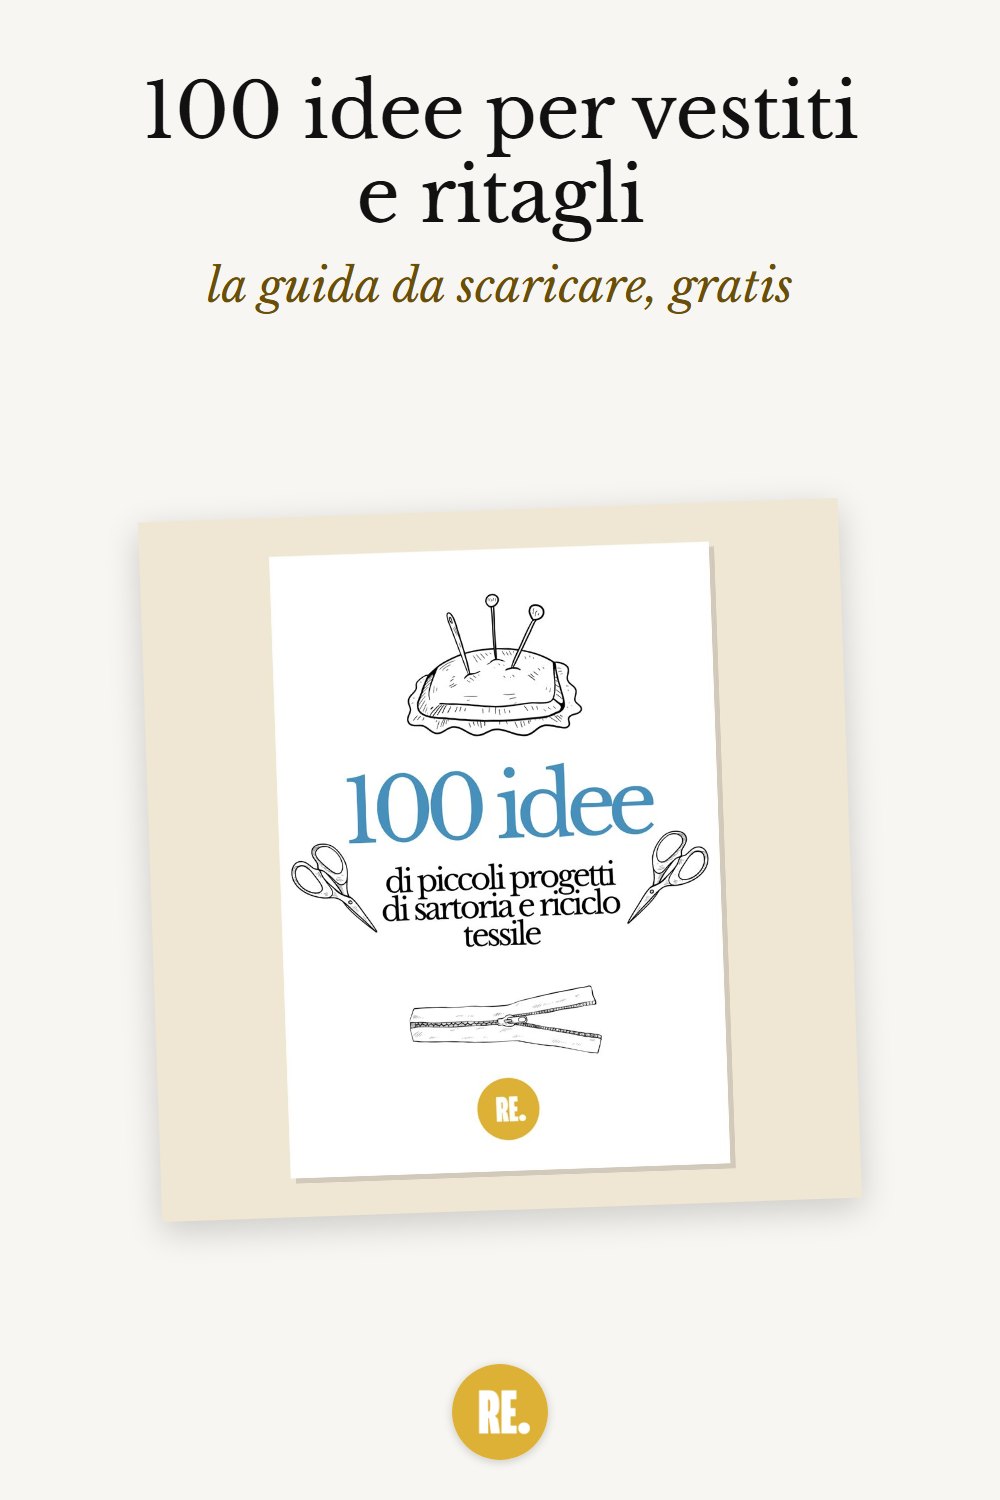 100 idee per vestiti
e ritagli
la guida da scaricare, gratis
100 idee
di piccoli progetti
di sartoria e riciclo
tessile
RE.
RE.